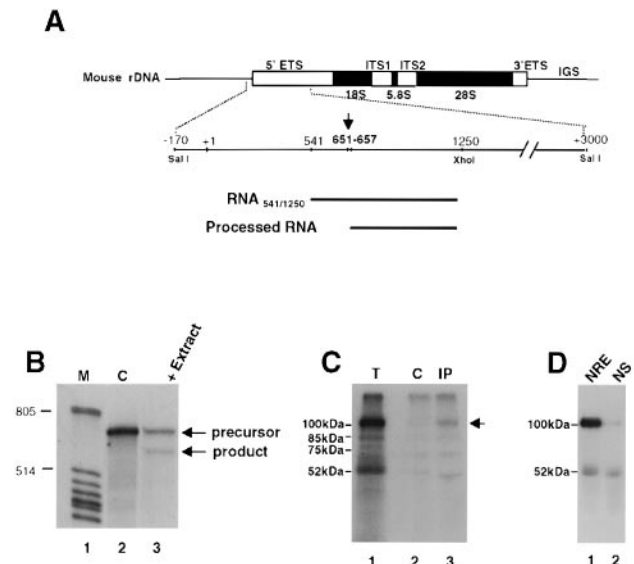 A
5' ETS
ITS1
ITS2
3'ETS
IGS
Mouse rDNA
18S
5.8S
28S
-170
+1
541
651-657
1250
+3000
Sal I
XhoI
Sal I
RNA 541/1250
Processed RNA
B
M
C
+ Extract
805
514
precursor
product
1
2
3
C
T
C
IP
100kDa
85kDa
75kDa
52kDa
1
2
3
D
NRE
NS
100kDa
52kDa
1
2